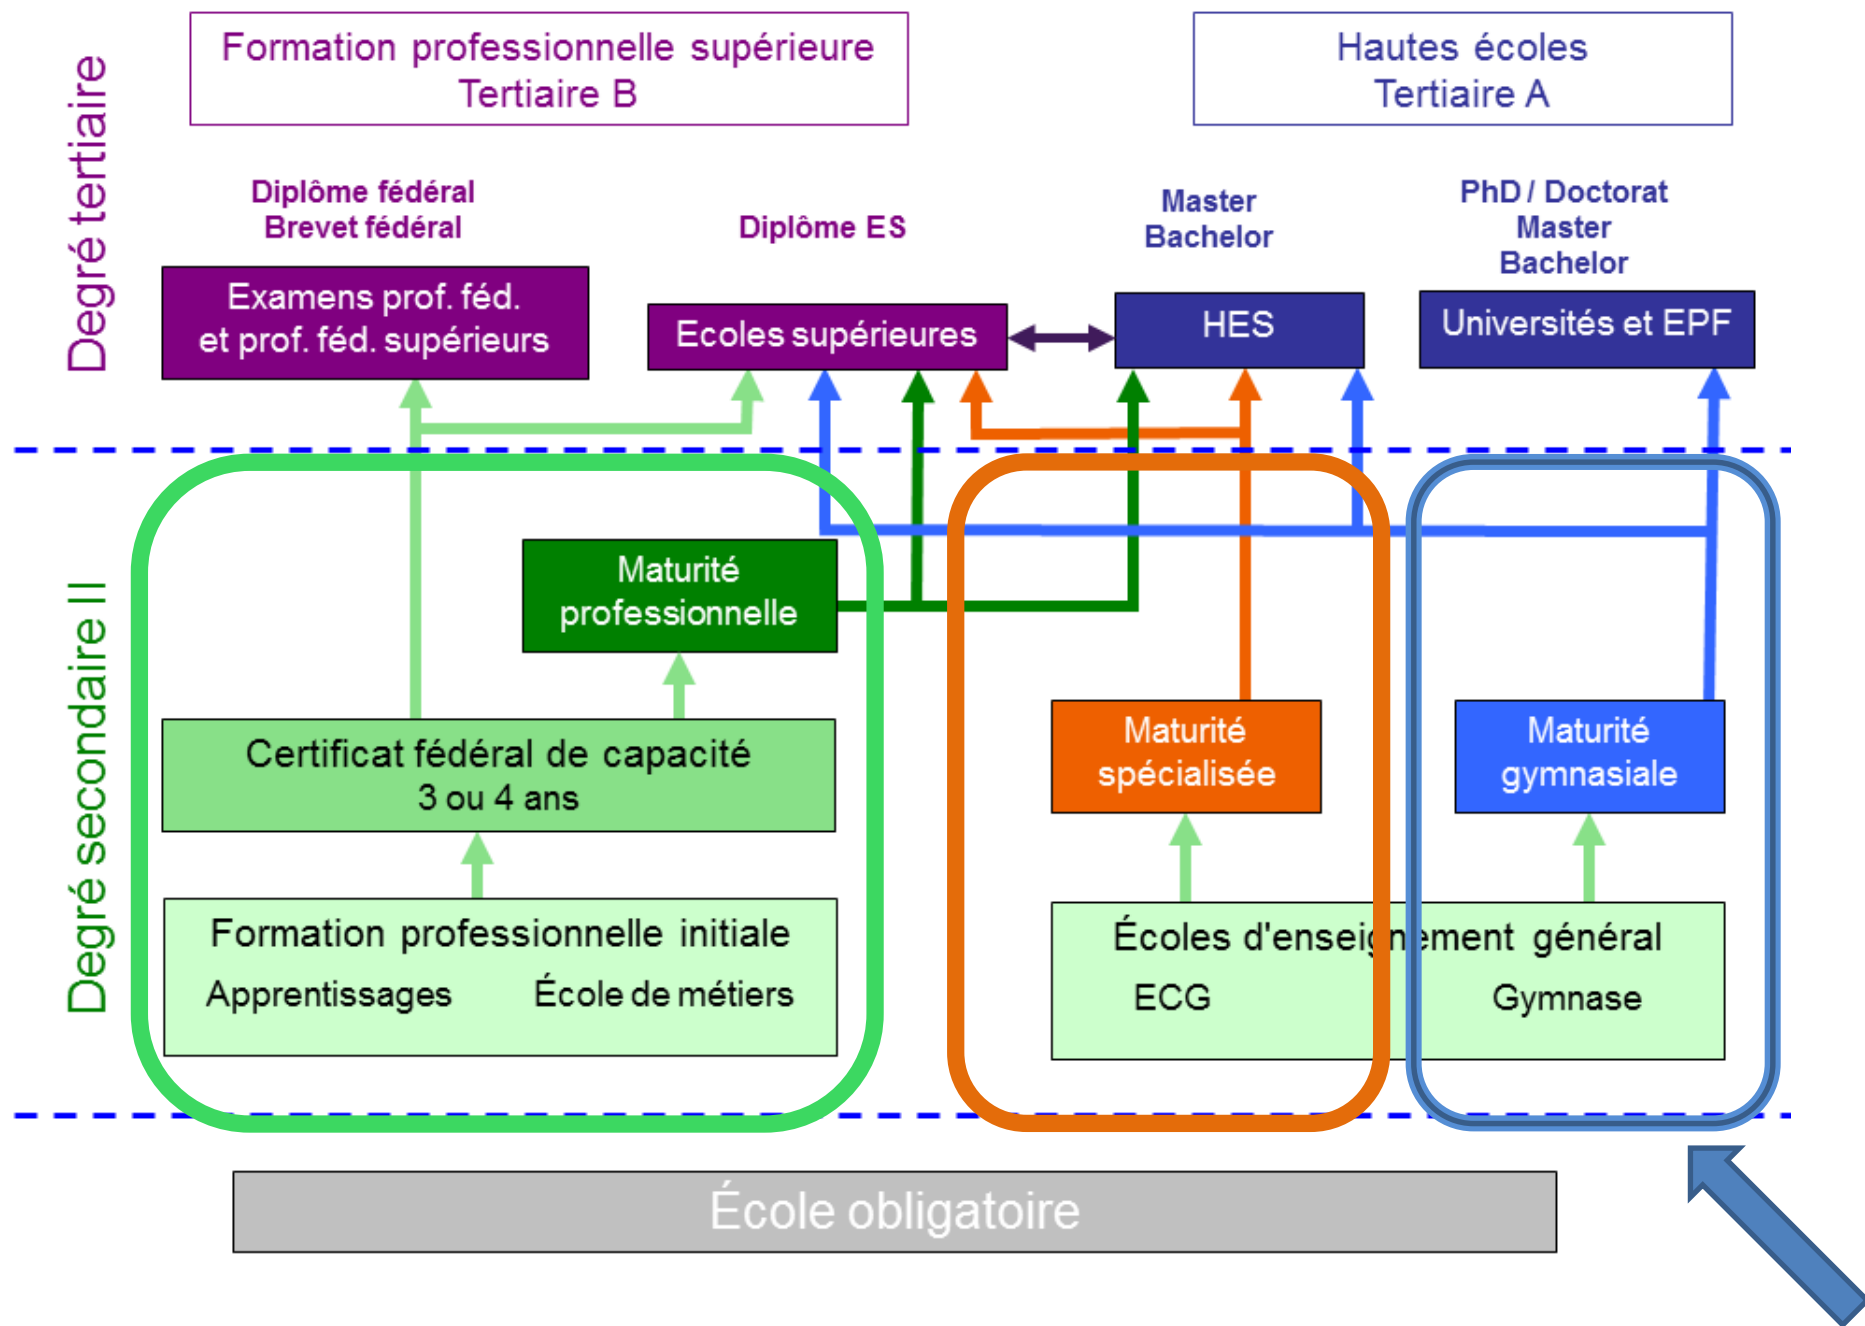 Degré tertiaire
Formation professionnelle supérieure
Tertiaire B
Hautes écoles
Tertiaire A
Diplôme fédéral
Brevet fédéral
Diplôme ES
Master
Bachelor
PhD / Doctorat
Master
Bachelor
Examens prof. féd.
et prof. féd. supérieurs
Ecoles supérieures
HES
Universités et EPF
Degré secondaire II
Maturité
professionnelle
Certificat fédéral de capacité
3 ou 4 ans
Maturité
spécialisée
Maturité
gymnasiale
Formation professionnelle initiale
Apprentissages
École de métiers
Écoles d'enseignement général
ECG
Gymnase
École obligatoire